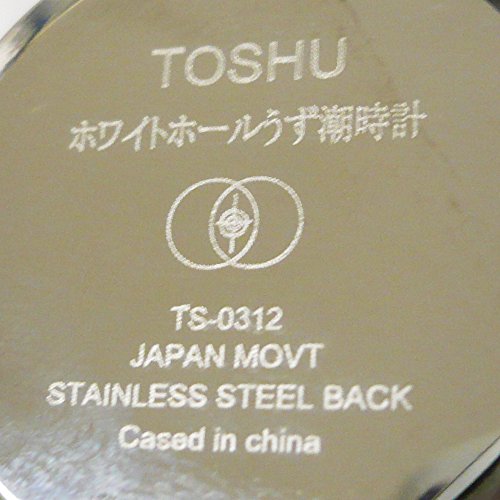 TOSHU
ホワイトホールうず潮時計
TS-0312
JAPAN MOVT
STAINLESS STEEL BACK
Cased in china